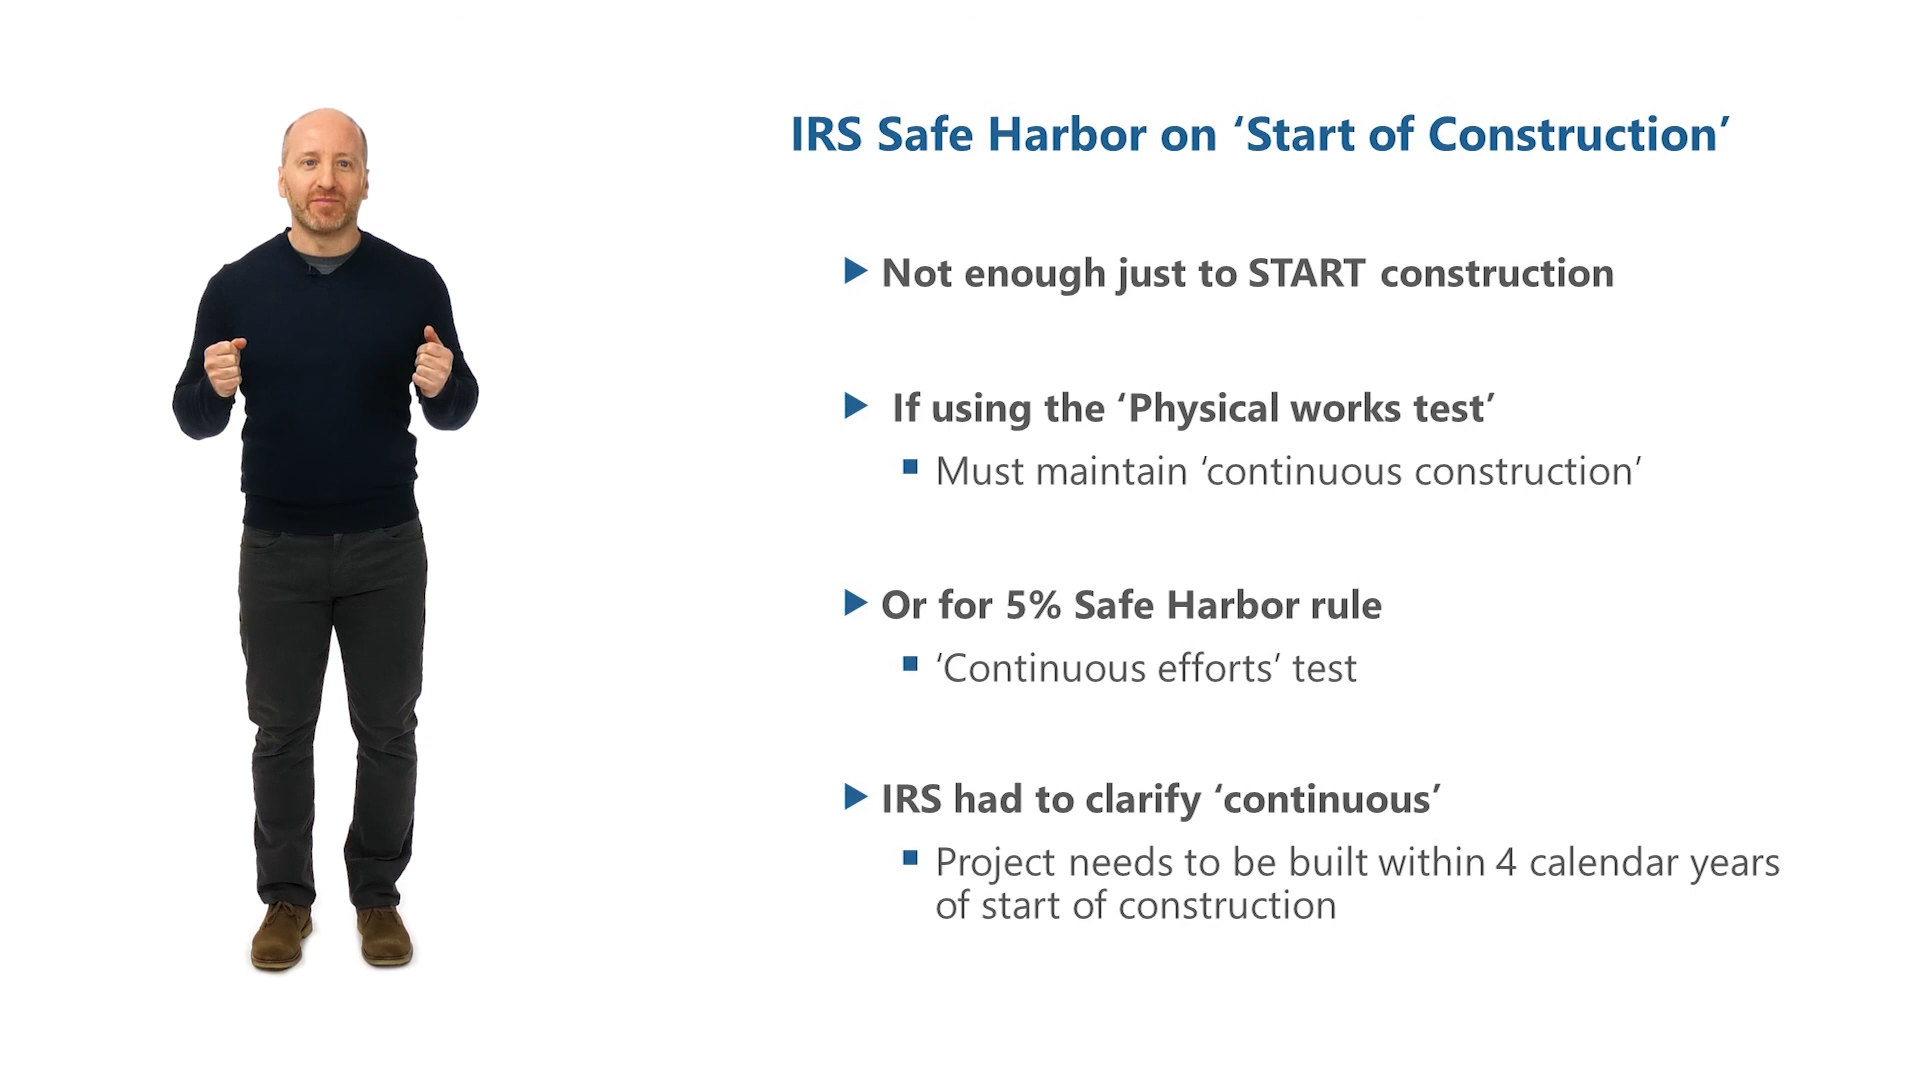 IRS Safe Harbor on ‘Start of Construction’
Not enough just to START construction
If using the ‘Physical works test’
Must maintain ‘continuous construction’
Or for 5% Safe Harbor rule
‘Continuous efforts’ test
IRS had to clarify ‘continuous’
Project needs to be built within 4 calendar years
of start of construction